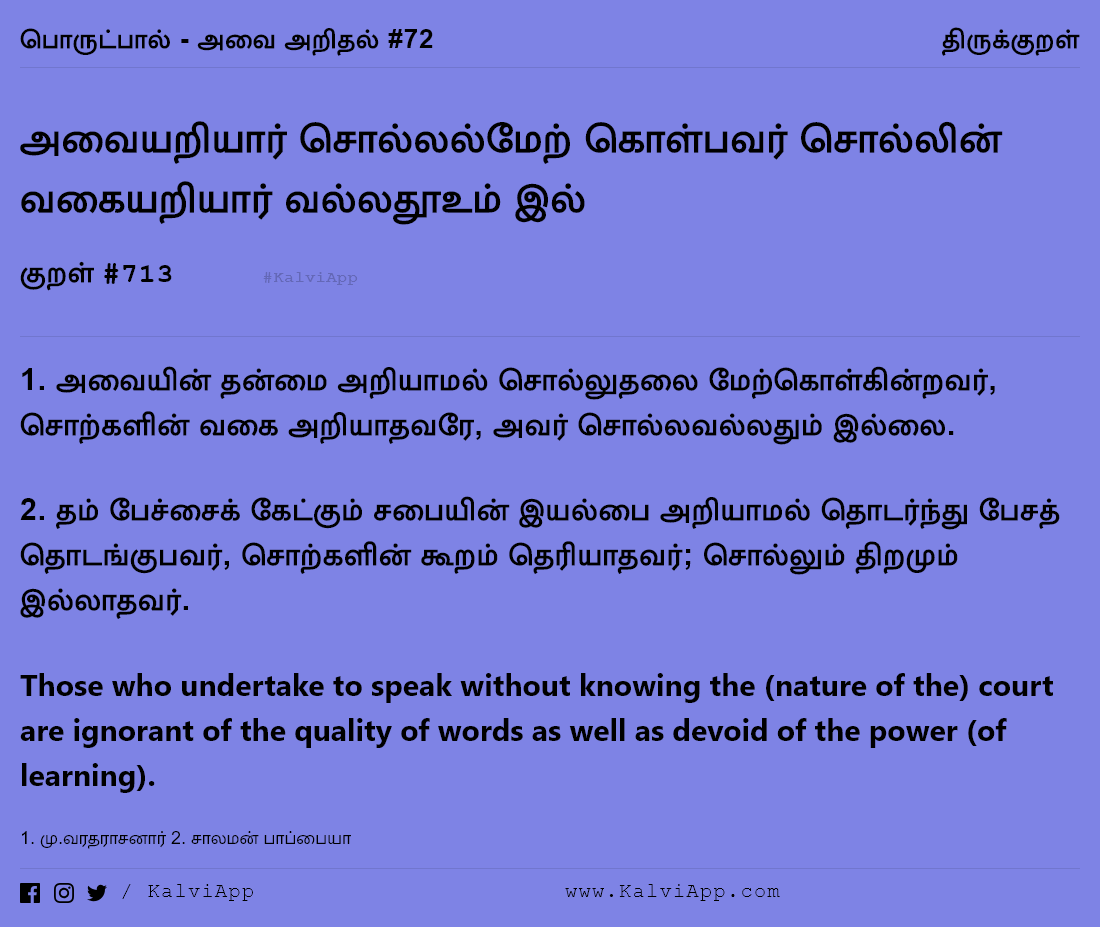 பொருட்பால் - அவை அறிதல் #72 திருக்குறள்
அவையறியார் சொல்லல்மேற் கொள்பவர் சொல்லின்
வகையறியார் வல்லதூஉம் இல்
குறள் #713 #KalviApp
1. அவையின் தன்மை அறியாமல் சொல்லுதலை மேற்கொள்கின்றவர்,
சொற்களின் வகை அறியாதவரே, அவர் சொல்லவல்லதும் இல்லை.
2. தம் பேச்சைக் கேட்கும் சபையின் இயல்பை அறியாமல் தொடர்ந்து பேசத்
தொடங்குபவர், சொற்களின் கூறம் தெரியாதவர்; சொல்லும் திறமும்
இல்லாதவர்.
Those who undertake to speak without knowing the (nature of the) court
are ignorant of the quality of words as well as devoid of the power (of
learning).
1. மு.வரதராசனார் 2. சாலமன் பாப்பையா
/ KalviApp www.KalviApp.com